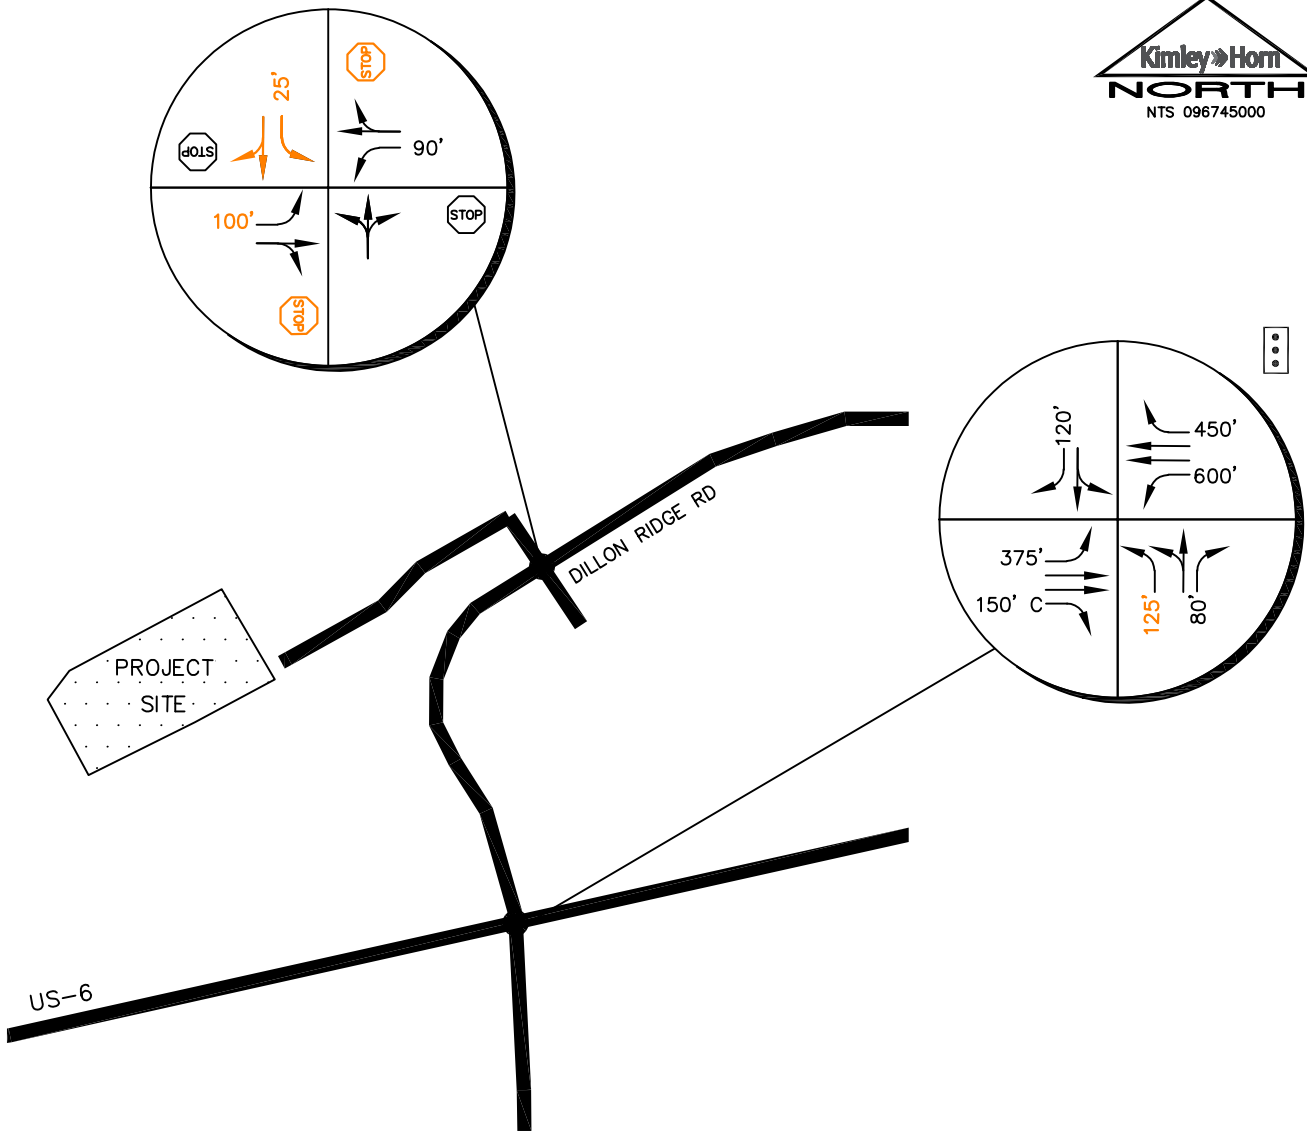 Kimley»Horn
NORTH
NTS 096745000
STOP
25'
90'
STOP
100'
STOP
STOP
120'
450'
600'
375'
150' C
125'
80'
DILLON RIDGE RD
PROJECT
SITE
US-6